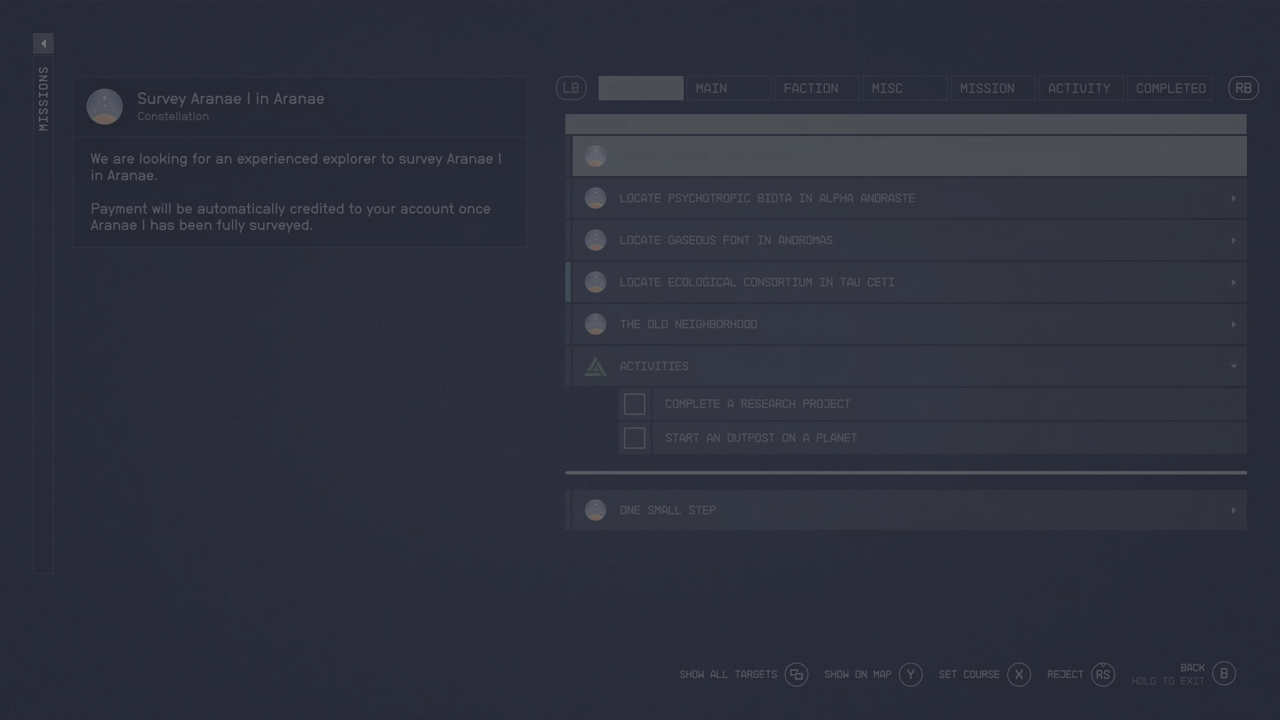 MISSIONS
Survey Aranae I in Aranae
Constellation
We are looking for an experienced explorer to survey Aranae I
in Aranae.
Payment will be automatically credited to your account once
Aranae I has been fully surveyed.
LB
MAIN
FACTION
MISC
MISSION
ACTIVITY
COMPLETED
RB
LOCATE PSYCHOTROPIC BIOTA IN ALPHA ANDRASTE
LOCATE GASEOUS FONT IN ANDROMAS
LOCATE ECOLOGICAL CONSORTIUM IN TAU CETI
THE OLD NEIGHBORHOOD
ACTIVITIES
COMPLETE A RESEARCH PROJECT
START AN OUTPOST ON A PLANET
ONE SMALL STEP
SHOW ALL TARGETS
SHOW ON MAP Y
SET COURSE X
REJECT RS
BACK B
HOLD TO EXIT